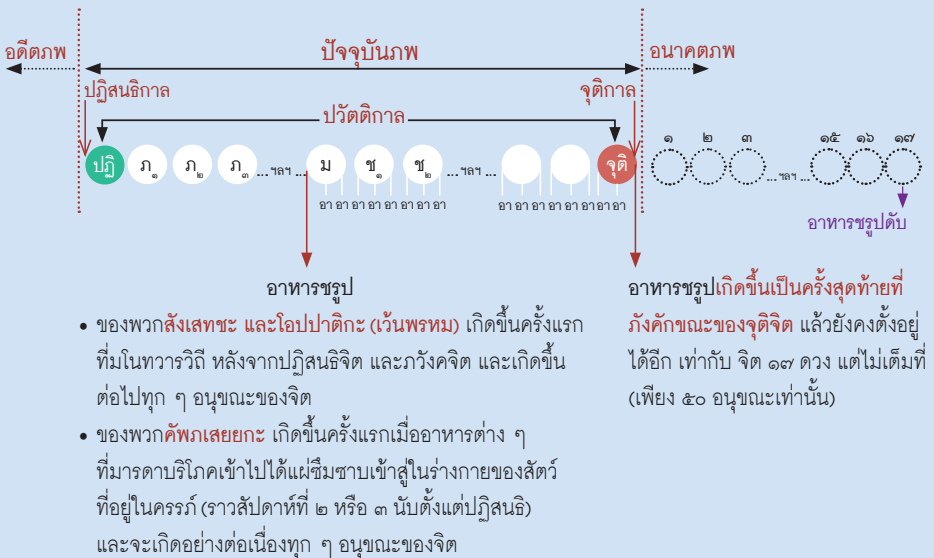 อดีตภพ ปัจจุบันภพ อนาคตภพ
ปฏิสนธิกาล จุติกาล
ปวัตติกาล
๑ ๒ ๓ ๑๕ ๑๖ ๑๗
ปฏิ ภ๑ ภ๒ ภ๓ ... ฯลฯ ... ม ช๑ ช๒ ... ฯลฯ ... จุติ ... ฯลฯ ...
อา อา อา อา อา อา อา อา อา อา อา อา อา อา อา อา
อาหารชรูปดับ
อาหารชรูป
• ของพวกสังเสทชะ และโอปปาติกะ (เว้นพรหม) เกิดขึ้นครั้งแรก
ที่มโนทวารวิถี หลังจากปฏิสนธิจิต และภวังคจิต และเกิดขึ้น
ต่อไปทุก ๆ อนุขณะของจิต
• ของพวกคัพภเสยยกะ เกิดขึ้นครั้งแรกเมื่ออาหารต่าง ๆ
ที่มารดาบริโภคเข้าไปได้แผ่ซึมซาบเข้าสู่ในร่างกายของสัตว์
ที่อยู่ในครรภ์ (ราวสัปดาห์ที่ ๒ หรือ ๓ นับตั้งแต่ปฏิสนธิ)
และจะเกิดอย่างต่อเนื่องทุก ๆ อนุขณะของจิต
อาหารชรูปเกิดขึ้นเป็นครั้งสุดท้ายที่
ภังคักขณะของจุติจิต แล้วยังคงตั้งอยู่
ได้อีก เท่ากับ จิต ๑๗ ดวง แต่ไม่เต็มที่
(เพียง ๕๐ อนุขณะเท่านั้น)